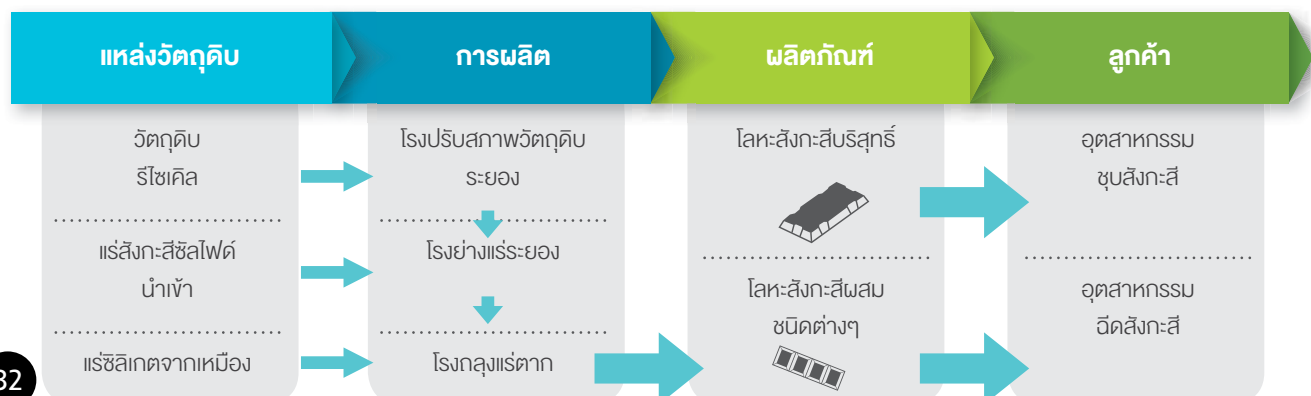 แหล่งวัตถุดิบ
การผลิต
ผลิตภัณฑ์
ลูกค้า
วัตถุดิบ
รีไซเคิล
แร่สังกะสีซัลไฟด์
นำเข้า
แร่ซิลิเกตจากเหมือง
โรงปรับสภาพวัตถุดิบ
ระยอง
โรงย่างแร่ระยอง
โรงถลุงแร่ตาก
โลหะสังกะสีบริสุทธิ์
โลหะสังกะสีผสม
ชนิดต่างๆ
อุตสาหกรรม
ชุบสังกะสี
อุตสาหกรรม
ฉีดสังกะสี
32